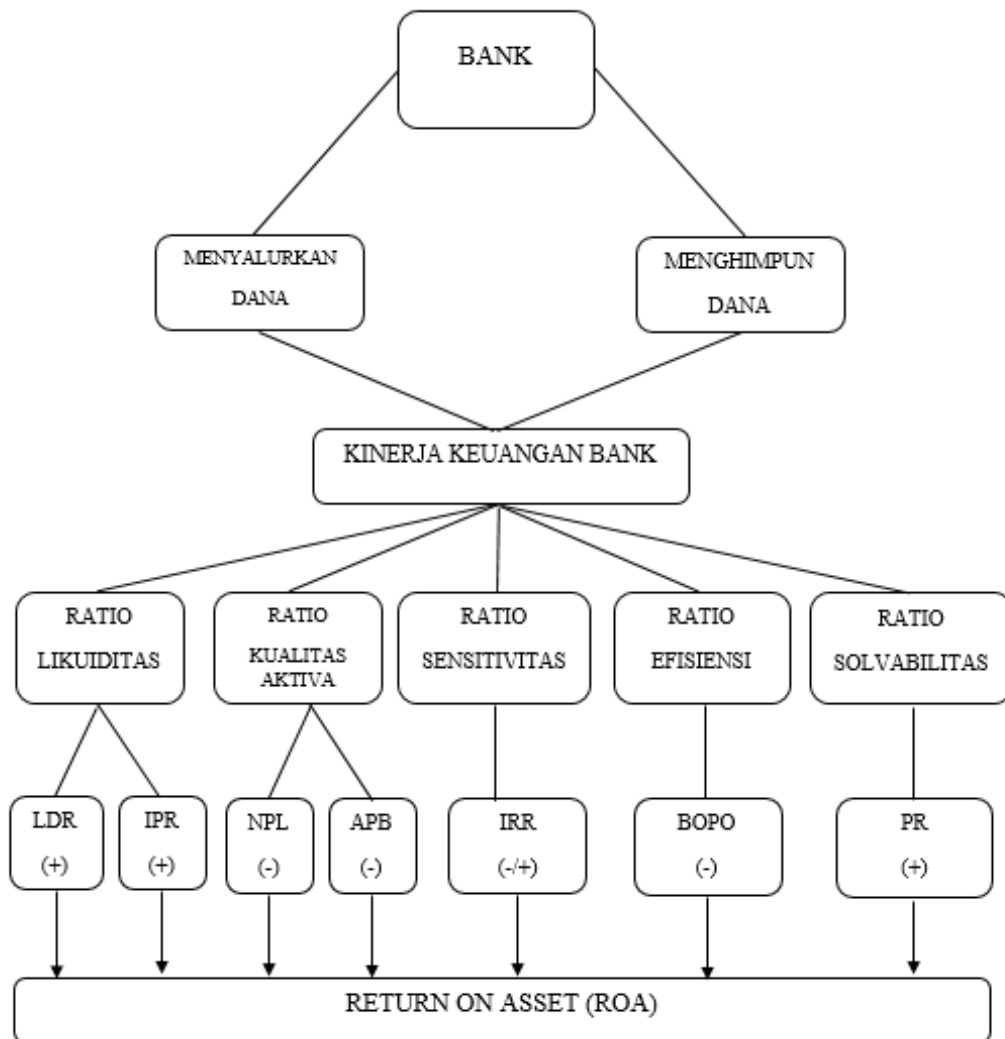 BANK
MENYALURKAN
DANA
MENGHIMPUN
DANA
KINERJA KEUANGAN BANK
RATIO
LIKUIDITAS
RATIO
KUALITAS
AKTIVA
RATIO
SENSITIVITAS
RATIO
EFISIENSI
RATIO
SOLVABILITAS
LDR
(+)
IPR
(+)
NPL
(-)
APB
(-)
IRR
(-/+)
BOPO
(-)
PR
(+)
RETURN ON ASSET (ROA)